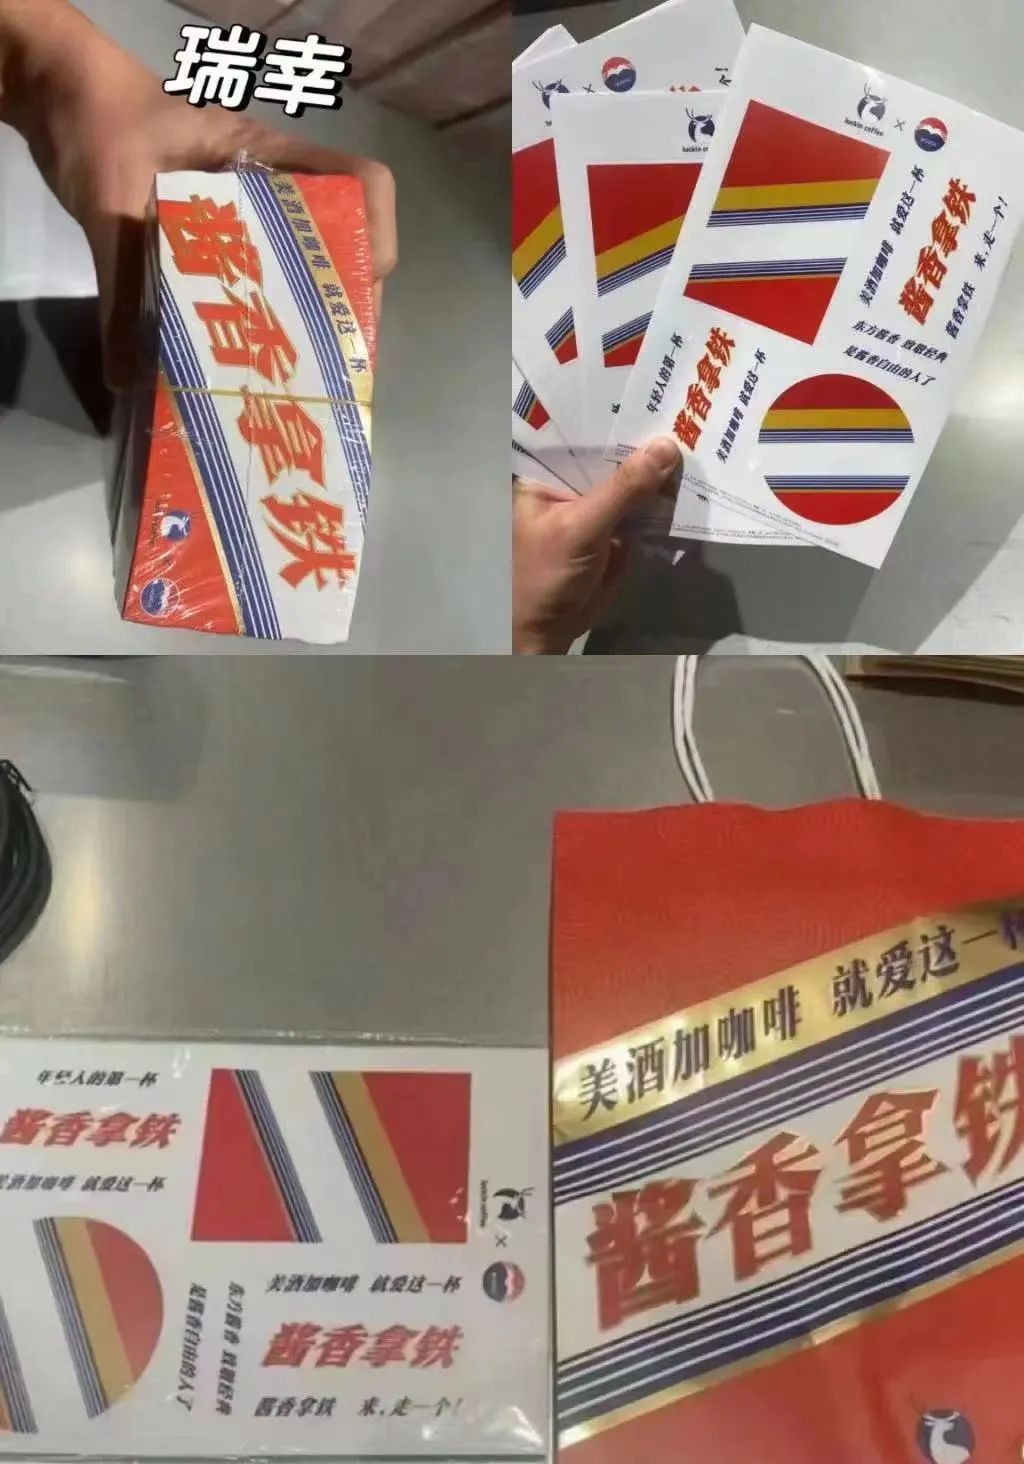 瑞幸
美酒加咖啡 就爱这一杯
酱香拿铁
luckin coffee
×
luckin coffee
×
美酒加咖啡 就爱这一杯
酱香拿铁
酱香拿铁 来,走一个!
东方酱香 致敬经典
是酱香自由的人了
年轻人的第一杯
酱香拿铁
美酒加咖啡 就爱这一杯
年轻人的第一杯
酱香拿铁
美酒加咖啡 就爱这一杯
luckin coffee
×
美酒加咖啡 就爱这一杯
酱香拿铁
酱香拿铁 来,走一个!
东方酱香 致敬经典
是酱香自由的人了
美酒加咖啡 就爱这一杯
酱香拿铁